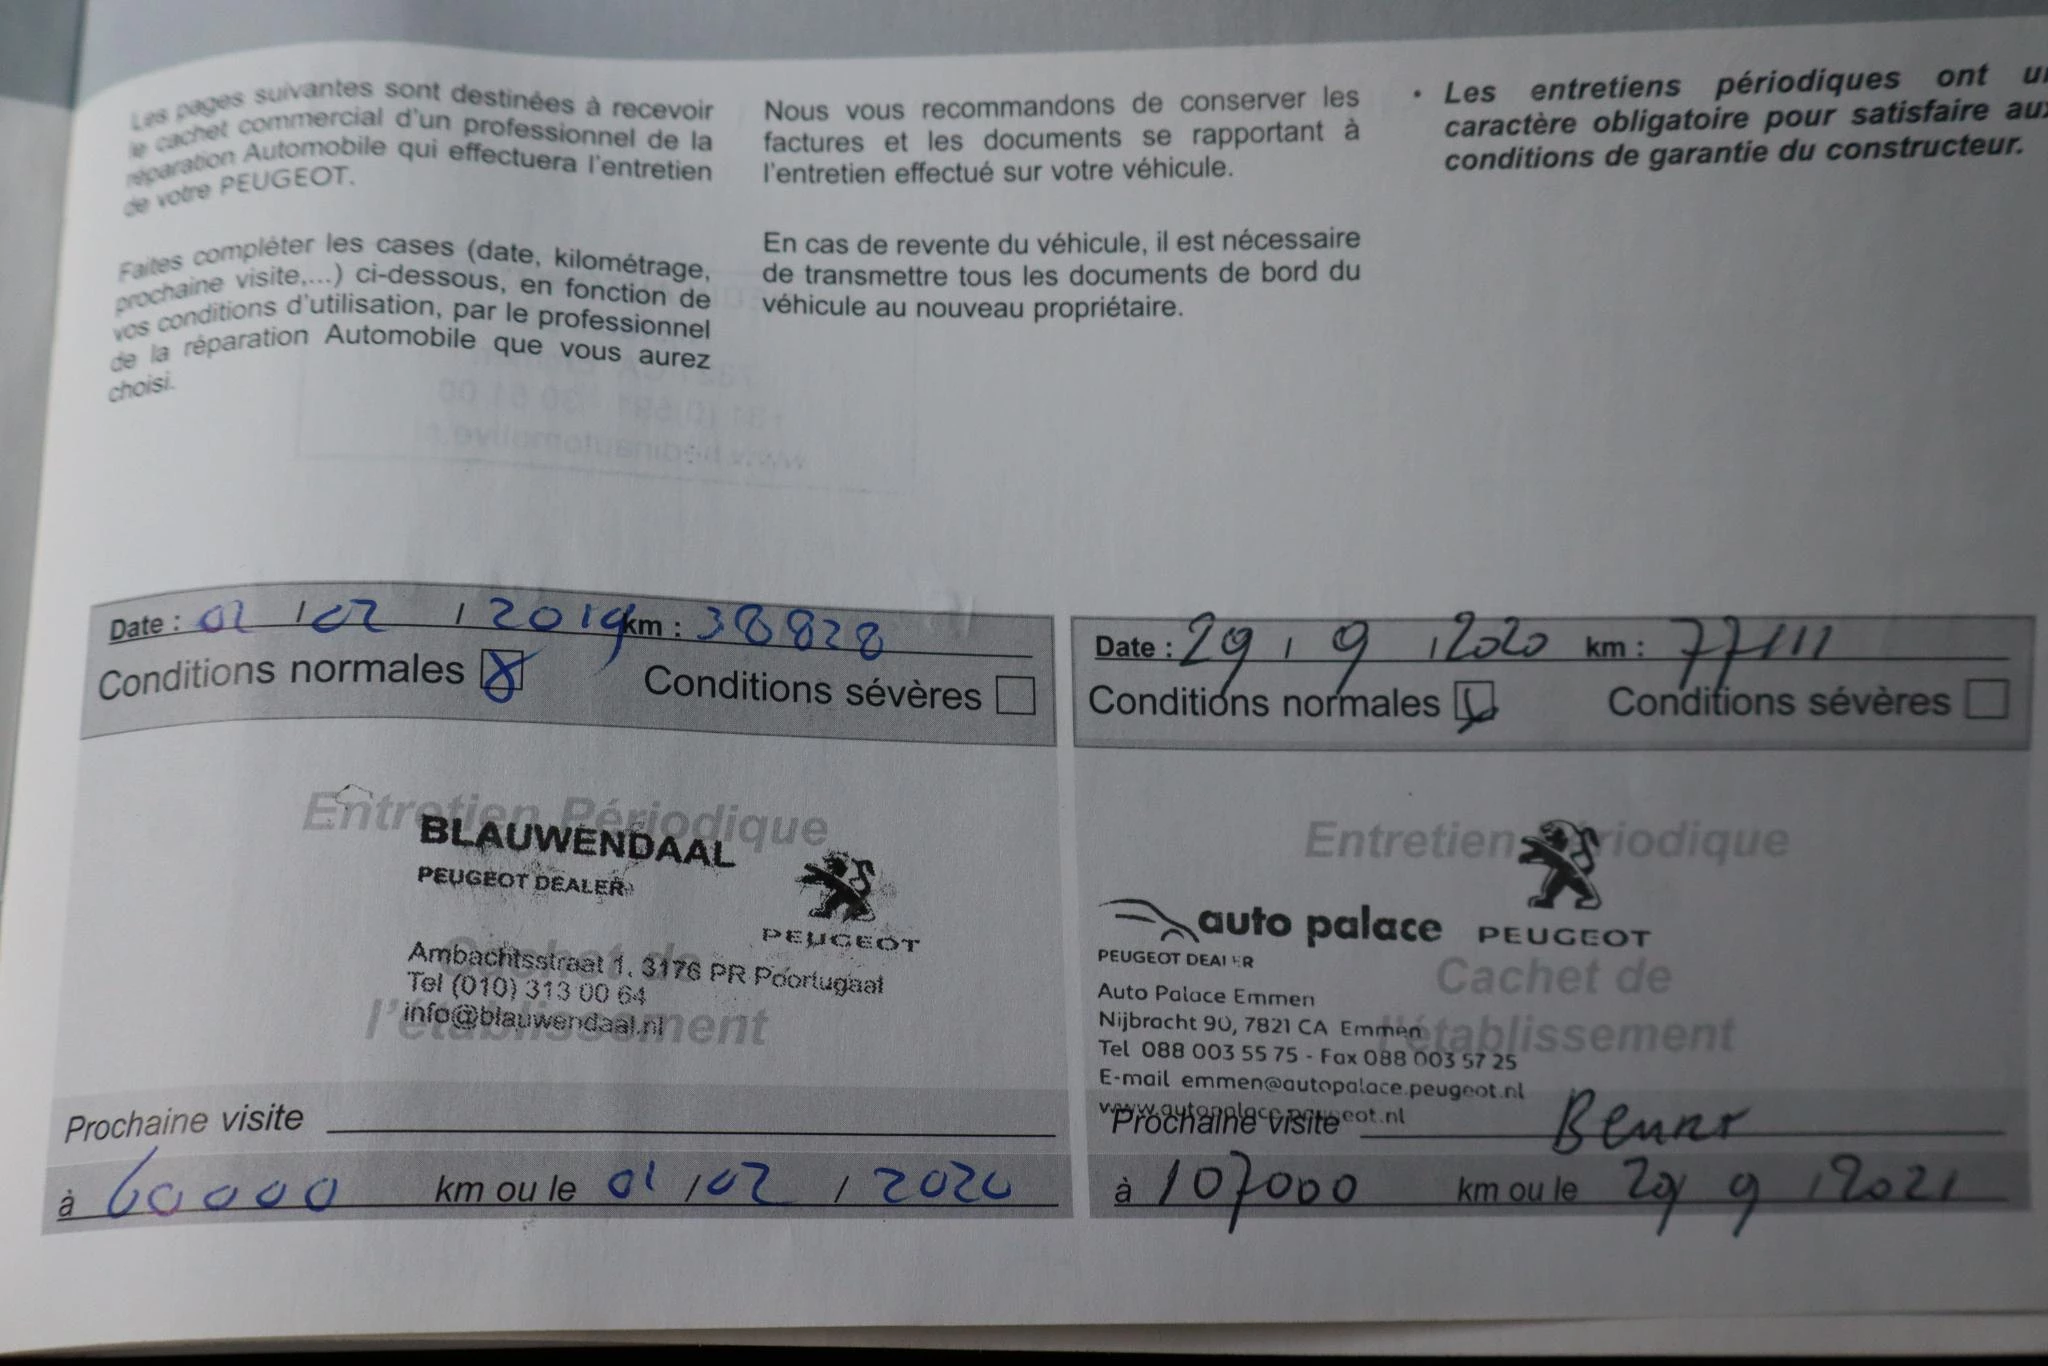 Les pages suivantes sont destinées à recevoir
le cachet commercial d'un professionnel de la
réparation Automobile qui effectuera l'entretien
de votre PEUGEOT.
Faites compléter les cases (date, kilométrage,
prochaine visite,...) ci-dessous, en fonction de
vos conditions d'utilisation, par le professionnel
de la réparation Automobile que vous aurez
choisi.
Nous vous recommandons de conserver les
factures et les documents se rapportant à
l'entretien effectué sur votre véhicule.
En cas de revente du véhicule, il est nécessaire
de transmettre tous les documents de bord du
véhicule au nouveau propriétaire.
• Les entretiens périodiques ont un
caractère obligatoire pour satisfaire aux
conditions de garantie du constructeur.
Date : 02 / 02 / 2019 km : 38828
Conditions normales Conditions sévères
Entretien Périodique
BLAUWENDAAL
PEUGEOT DEALER
PEUGEOT
Cachet de
Ambachtsstraat 1, 3176 PR Poortugaal
Tel (010) 313 00 64
info@blauwendaal.nl
l'établissement
Prochaine visite
à 60000 km ou le 01 / 02 / 2020
Date : 29 / 9 / 2020 km : 77111
Conditions normales Conditions sévères
Entretien Périodique
auto palace PEUGEOT
PEUGEOT DEALER
Cachet de
Auto Palace Emmen
Nijbracht 90, 7821 CA Emmen
l'établissement
Tel 088 003 55 75 - Fax 088 003 57 25
E-mail emmen@autopalace.peugeot.nl
www.autopalace.peugeot.nl
Prochaine visite
à 107000 km ou le 29 / 9 / 2021